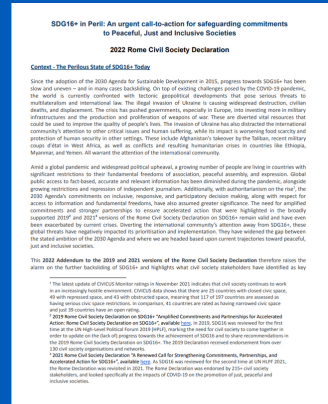 SDG16+ in Peril: An urgent call-to-action for safeguarding commitments
to Peaceful, Just and Inclusive Societies
2022 Rome Civil Society Declaration
Context - The Perilous State of SDG16+ Today
Since the adoption of the 2030 Agenda for Sustainable Development in 2015, progress towards SDG16+ has been
slow and uneven – and in many cases backsliding. On top of existing challenges posed by the COVID-19 pandemic,
the world is currently confronted with tectonic geopolitical developments that pose serious threats to
multilateralism and international law. The illegal invasion of Ukraine is causing widespread destruction, civilian
deaths, and displacement. The crisis has pushed governments, especially in Europe, into investing more in military
infrastructures and the production and proliferation of weapons of war. These are diverted vital resources that
could be used to improve the quality of people's lives. The invasion of Ukraine has also distracted the international
community's attention to other critical issues and human suffering, while its impact is worsening food scarcity and
protection of human security in other settings. These include Afghanistan's takeover by the Taliban, recent military
coups d'état in West Africa, as well as conflicts and resulting humanitarian crises in countries like Ethiopia,
Myanmar, and Yemen. All warrant the attention of the international community.
Amid a global pandemic and widespread political upheaval, a growing number of people are living in countries with
significant restrictions to their fundamental freedoms of association, peaceful assembly, and expression. Global
public access to fact-based, accurate and relevant information has been diminished during the pandemic, alongside
growing restrictions and repression of independent journalism. Additionally, with authoritarianism on the rise¹, the
2030 Agenda's commitments on inclusive, responsive, and participatory decision making, along with respect for
access to information and fundamental freedoms, have also assumed greater significance. The need for amplified
commitments and stronger partnerships to ensure accelerated action that were highlighted in the broadly
supported 2019² and 2021³ versions of the Rome Civil Society Declaration on SDG16+ remain valid and have even
been exacerbated by current crises. Diverting the international community's attention away from SDG16+, these
global threats have negatively impacted its prioritisation and implementation. They have widened the gap between
the stated ambition of the 2030 Agenda and where we are headed based upon current trajectories toward peaceful,
just and inclusive societies.
This 2022 Addendum to the 2019 and 2021 versions of the Rome Civil Society Declaration therefore raises the
alarm on the further backsliding of SDG16+ and highlights what civil society stakeholders have identified as key
¹ The latest update of CIVICUS Monitor ratings in November 2021 indicates that civil society continues to work
in an increasingly hostile environment. CIVICUS data shows that there are 25 countries with closed civic space,
49 with repressed space, and 43 with obstructed space, meaning that 117 of 197 countries are assessed as
having serious civic space restrictions. In comparison, 41 countries are rated as having narrowed civic space
and just 39 countries have an open rating.
² 2019 Rome Civil Society Declaration on SDG16+ "Amplified Commitments and Partnerships for Accelerated
Action: Rome Civil Society Declaration on SDG16+", available here. In 2019, SDG16 was reviewed for the first
time at the UN High-Level Political Forum 2019 (HLPF), marking the need for civil society to come together in
order to update on the (lack of) progress towards the achievement of SDG16 and to share recommendations in
the 2019 Rome Civil Society Declaration on SDG16+. The 2019 Declaration received endorsement from over
130 civil society organisations and networks.
³ 2021 Rome Civil Society Declaration "A Renewed Call for Strengthening Commitments, Partnerships, and
Accelerated Action for SDG16+", available here. As SDG16 was reviewed for the second time at UN HLPF 2021,
the Rome Declaration was revisited in 2021. The Rome Declaration was endorsed by 215+ civil society
stakeholders, and looked specifically at the impacts of COVID-19 on the promotion of just, peaceful and
inclusive societies.